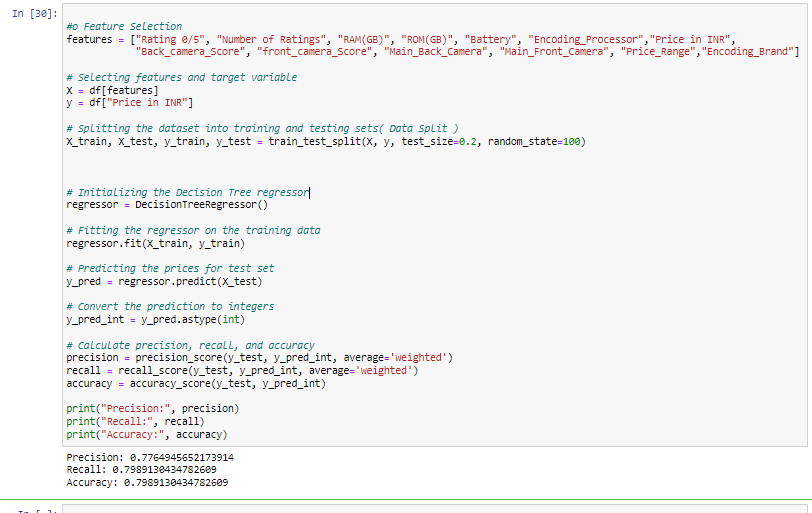 In [30]:
#o Feature Selection
features = ["Rating 0/5", "Number of Ratings", "RAM(GB)", "ROM(GB)", "Battery", "Encoding_Processor","Price in INR",
"Back_camera_Score", "front_camera_Score", "Main_Back_Camera", "Main_Front_Camera", "Price_Range","Encoding_Brand"]
# Selecting features and target variable
X = df[features]
y = df["Price in INR"]
# Splitting the dataset into training and testing sets( Data Split )
X_train, X_test, y_train, y_test = train_test_split(X, y, test_size=0.2, random_state=100)
# Initializing the Decision Tree regressor
regressor = DecisionTreeRegressor()
# Fitting the regressor on the training data
regressor.fit(X_train, y_train)
# Predicting the prices for test set
y_pred = regressor.predict(X_test)
# Convert the prediction to integers
y_pred_int = y_pred.astype(int)
# Calculate precision, recall, and accuracy
precision = precision_score(y_test, y_pred_int, average='weighted')
recall = recall_score(y_test, y_pred_int, average='weighted')
accuracy = accuracy_score(y_test, y_pred_int)
print("Precision:", precision)
print("Recall:", recall)
print("Accuracy:", accuracy)
Precision: 0.7764945652173914
Recall: 0.7989130434782609
Accuracy: 0.7989130434782609